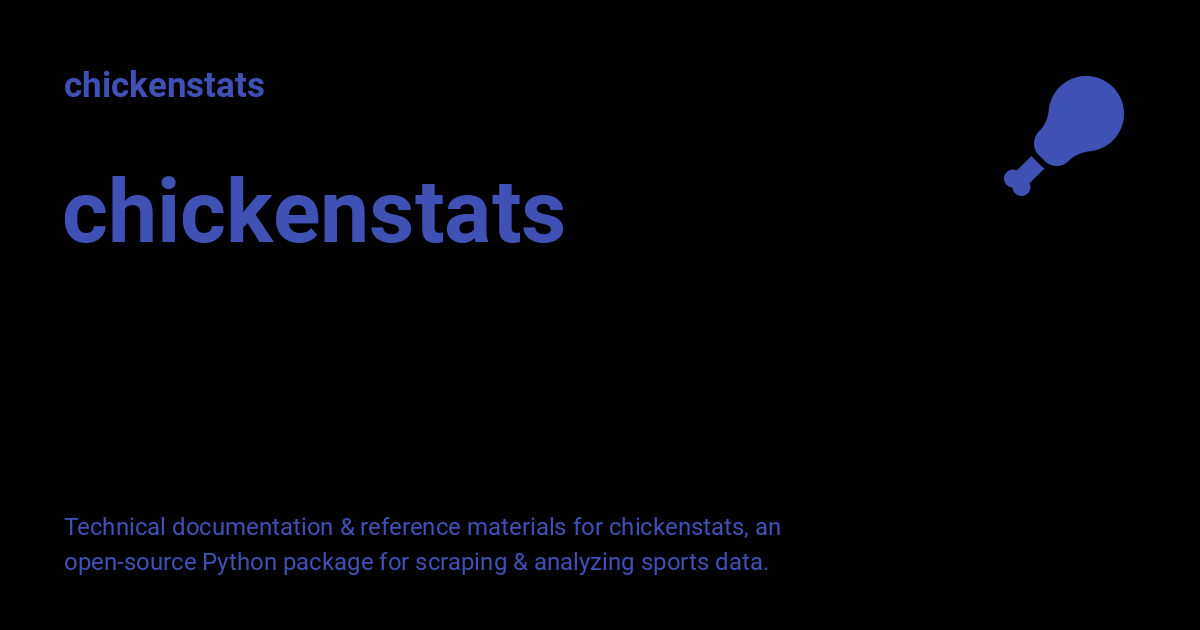 chickenstats
chickenstats
Technical documentation & reference materials for chickenstats, an
open-source Python package for scraping & analyzing sports data.